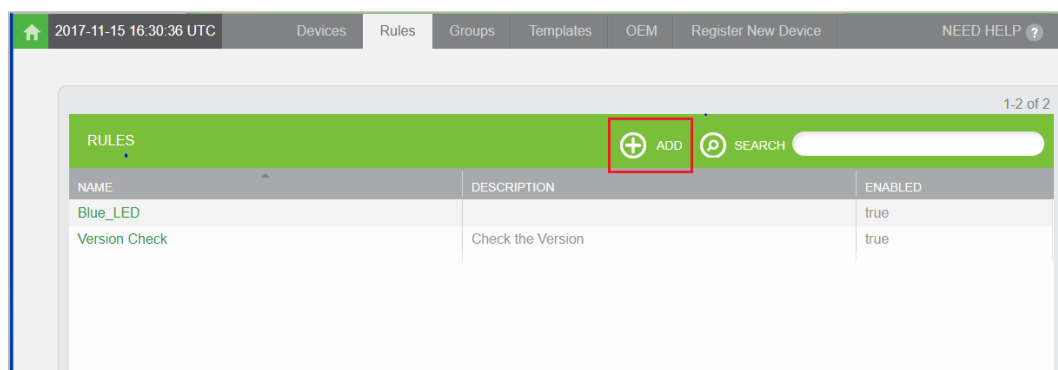 2017-11-15 16:30:36 UTC Devices Rules Groups Templates OEM Register New Device NEED HELP ?
1-2 of 2
RULES ADD SEARCH
NAME DESCRIPTION ENABLED
Blue_LED true
Version Check Check the Version true